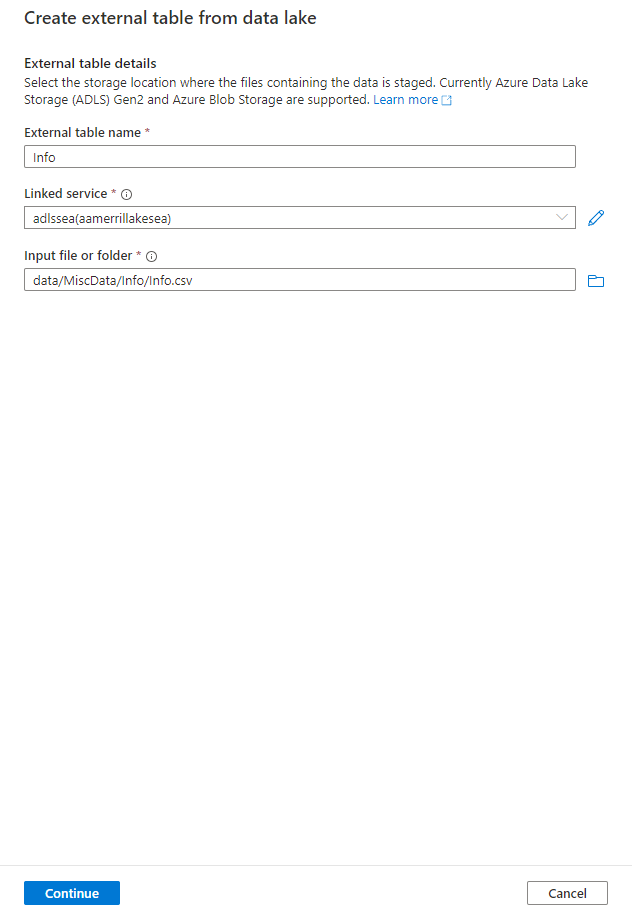 Create external table from data lake
External table details
Select the storage location where the files containing the data is staged. Currently Azure Data Lake
Storage (ADLS) Gen2 and Azure Blob Storage are supported. Learn more
External table name *
Info
Linked service *
adlssea(aamerrillakesea)
Input file or folder *
data/MiscData/Info/Info.csv
Continue
Cancel